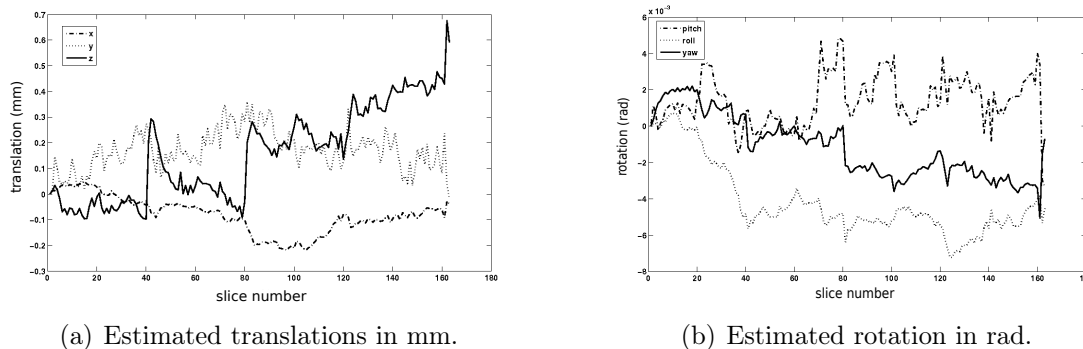 0.7
0.6
0.5
0.4
0.3
0.2
0.1
0
−0.1
−0.2
−0.3
translation (mm)
x
y
z
0 20 40 60 80 100 120 140 160 180
slice number
(a) Estimated translations in mm.
x 10⁻³
6
4
2
0
−2
−4
−6
−8
rotation (rad)
pitch
roll
yaw
0 20 40 60 80 100 120 140 160
slice number
(b) Estimated rotation in rad.